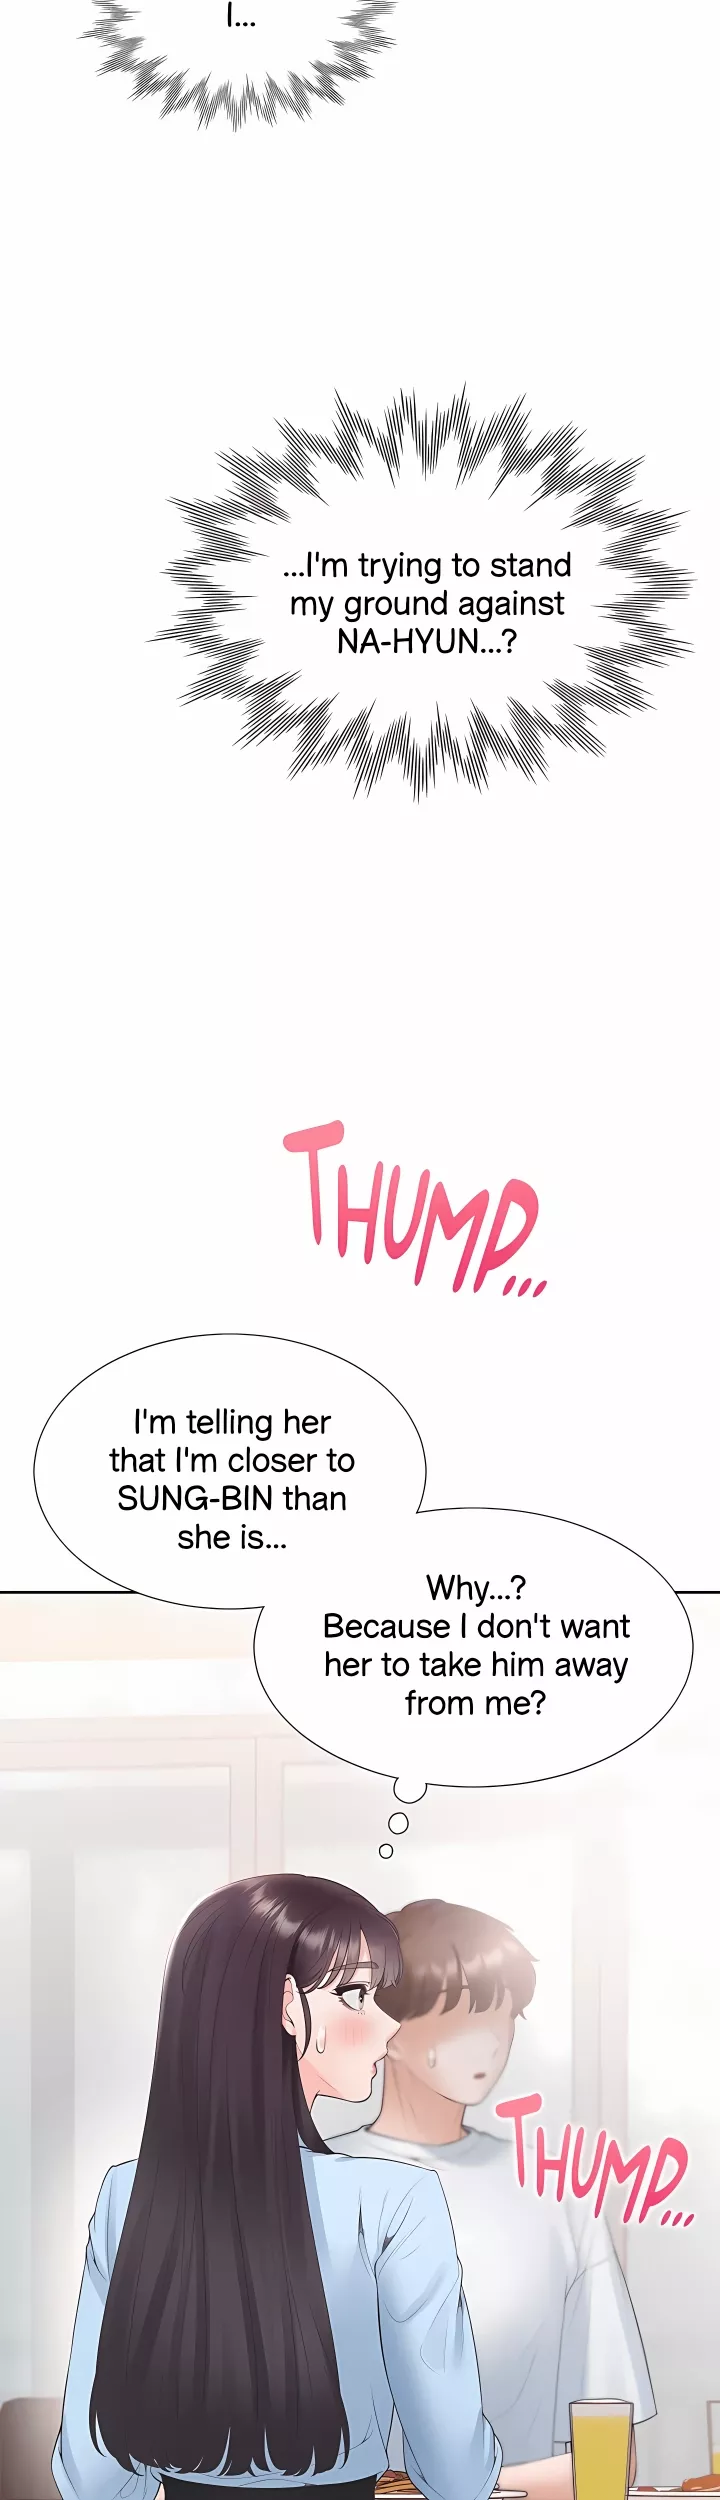 I...
...I'm trying to stand
my ground against
NA-HYUN...?
THUMP...
I'm telling her
that I'm closer to
SUNG-BIN than
she is...
Why...?
Because I don't want
her to take him away
from me?
THUMP...